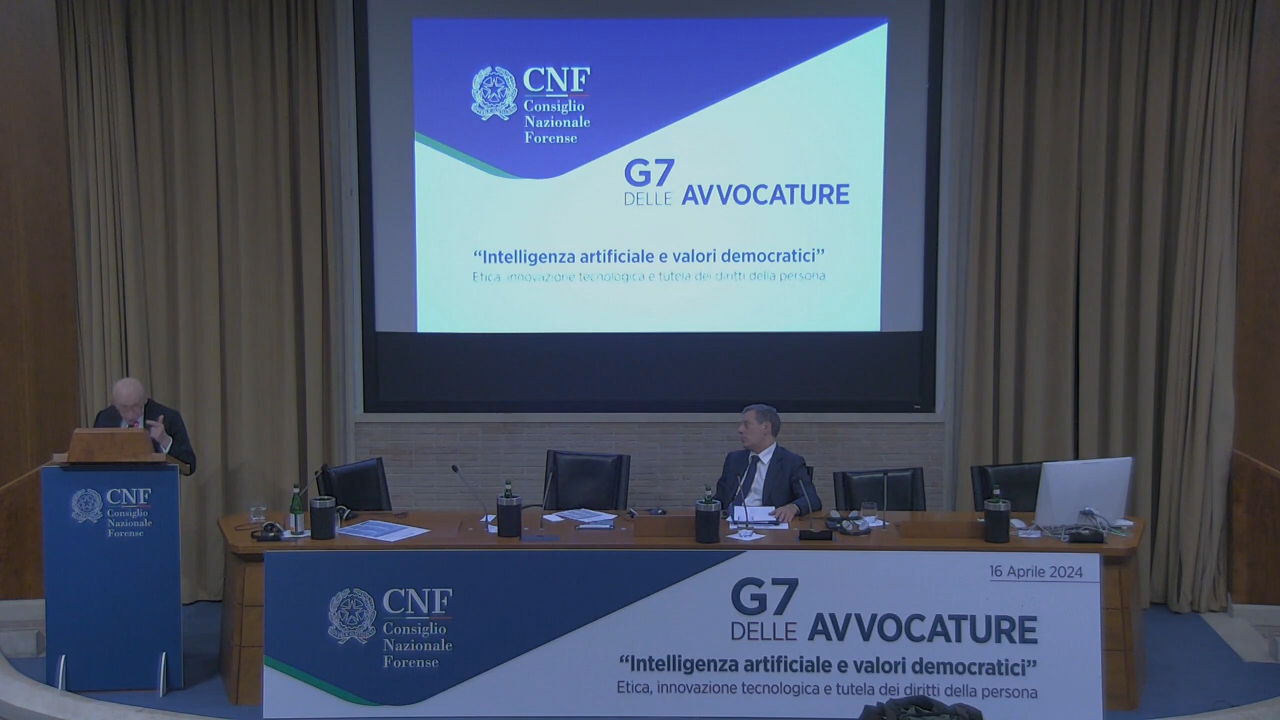 CNF
Consiglio
Nazionale
Forense
G7
DELLE AVVOCATURE
“Intelligenza artificiale e valori democratici”
Etica, innovazione tecnologica e tutela dei diritti della persona
CNF
Consiglio
Nazionale
Forense
16 Aprile 2024
CNF
Consiglio
Nazionale
Forense
G7
DELLE AVVOCATURE
“Intelligenza artificiale e valori democratici”
Etica, innovazione tecnologica e tutela dei diritti della persona